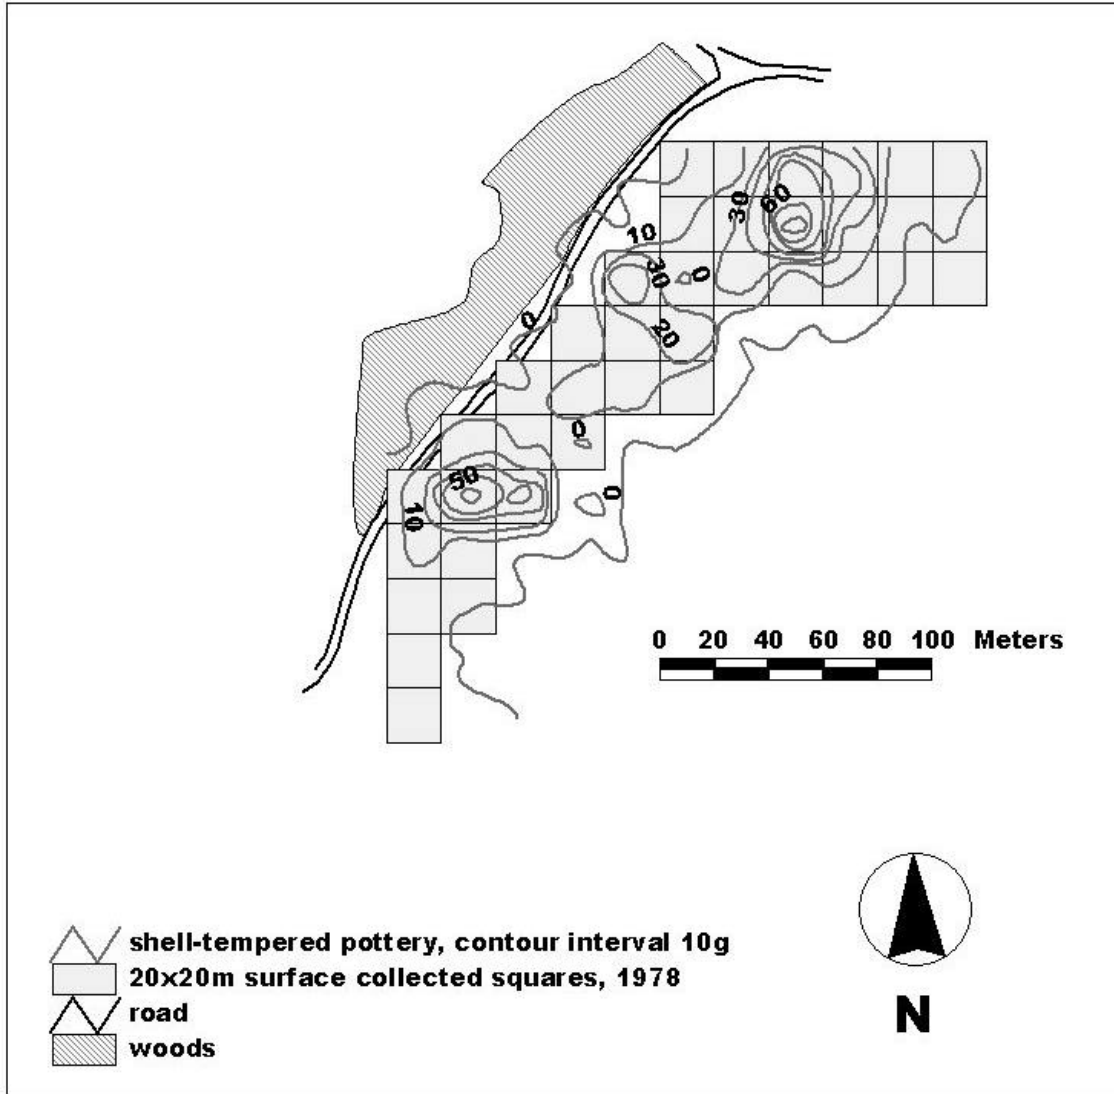 60
30
10
30
0
0
20
0
50
0
10
0 20 40 60 80 100 Meters
shell-tempered pottery, contour interval 10g
20x20m surface collected squares, 1978
road
woods
N